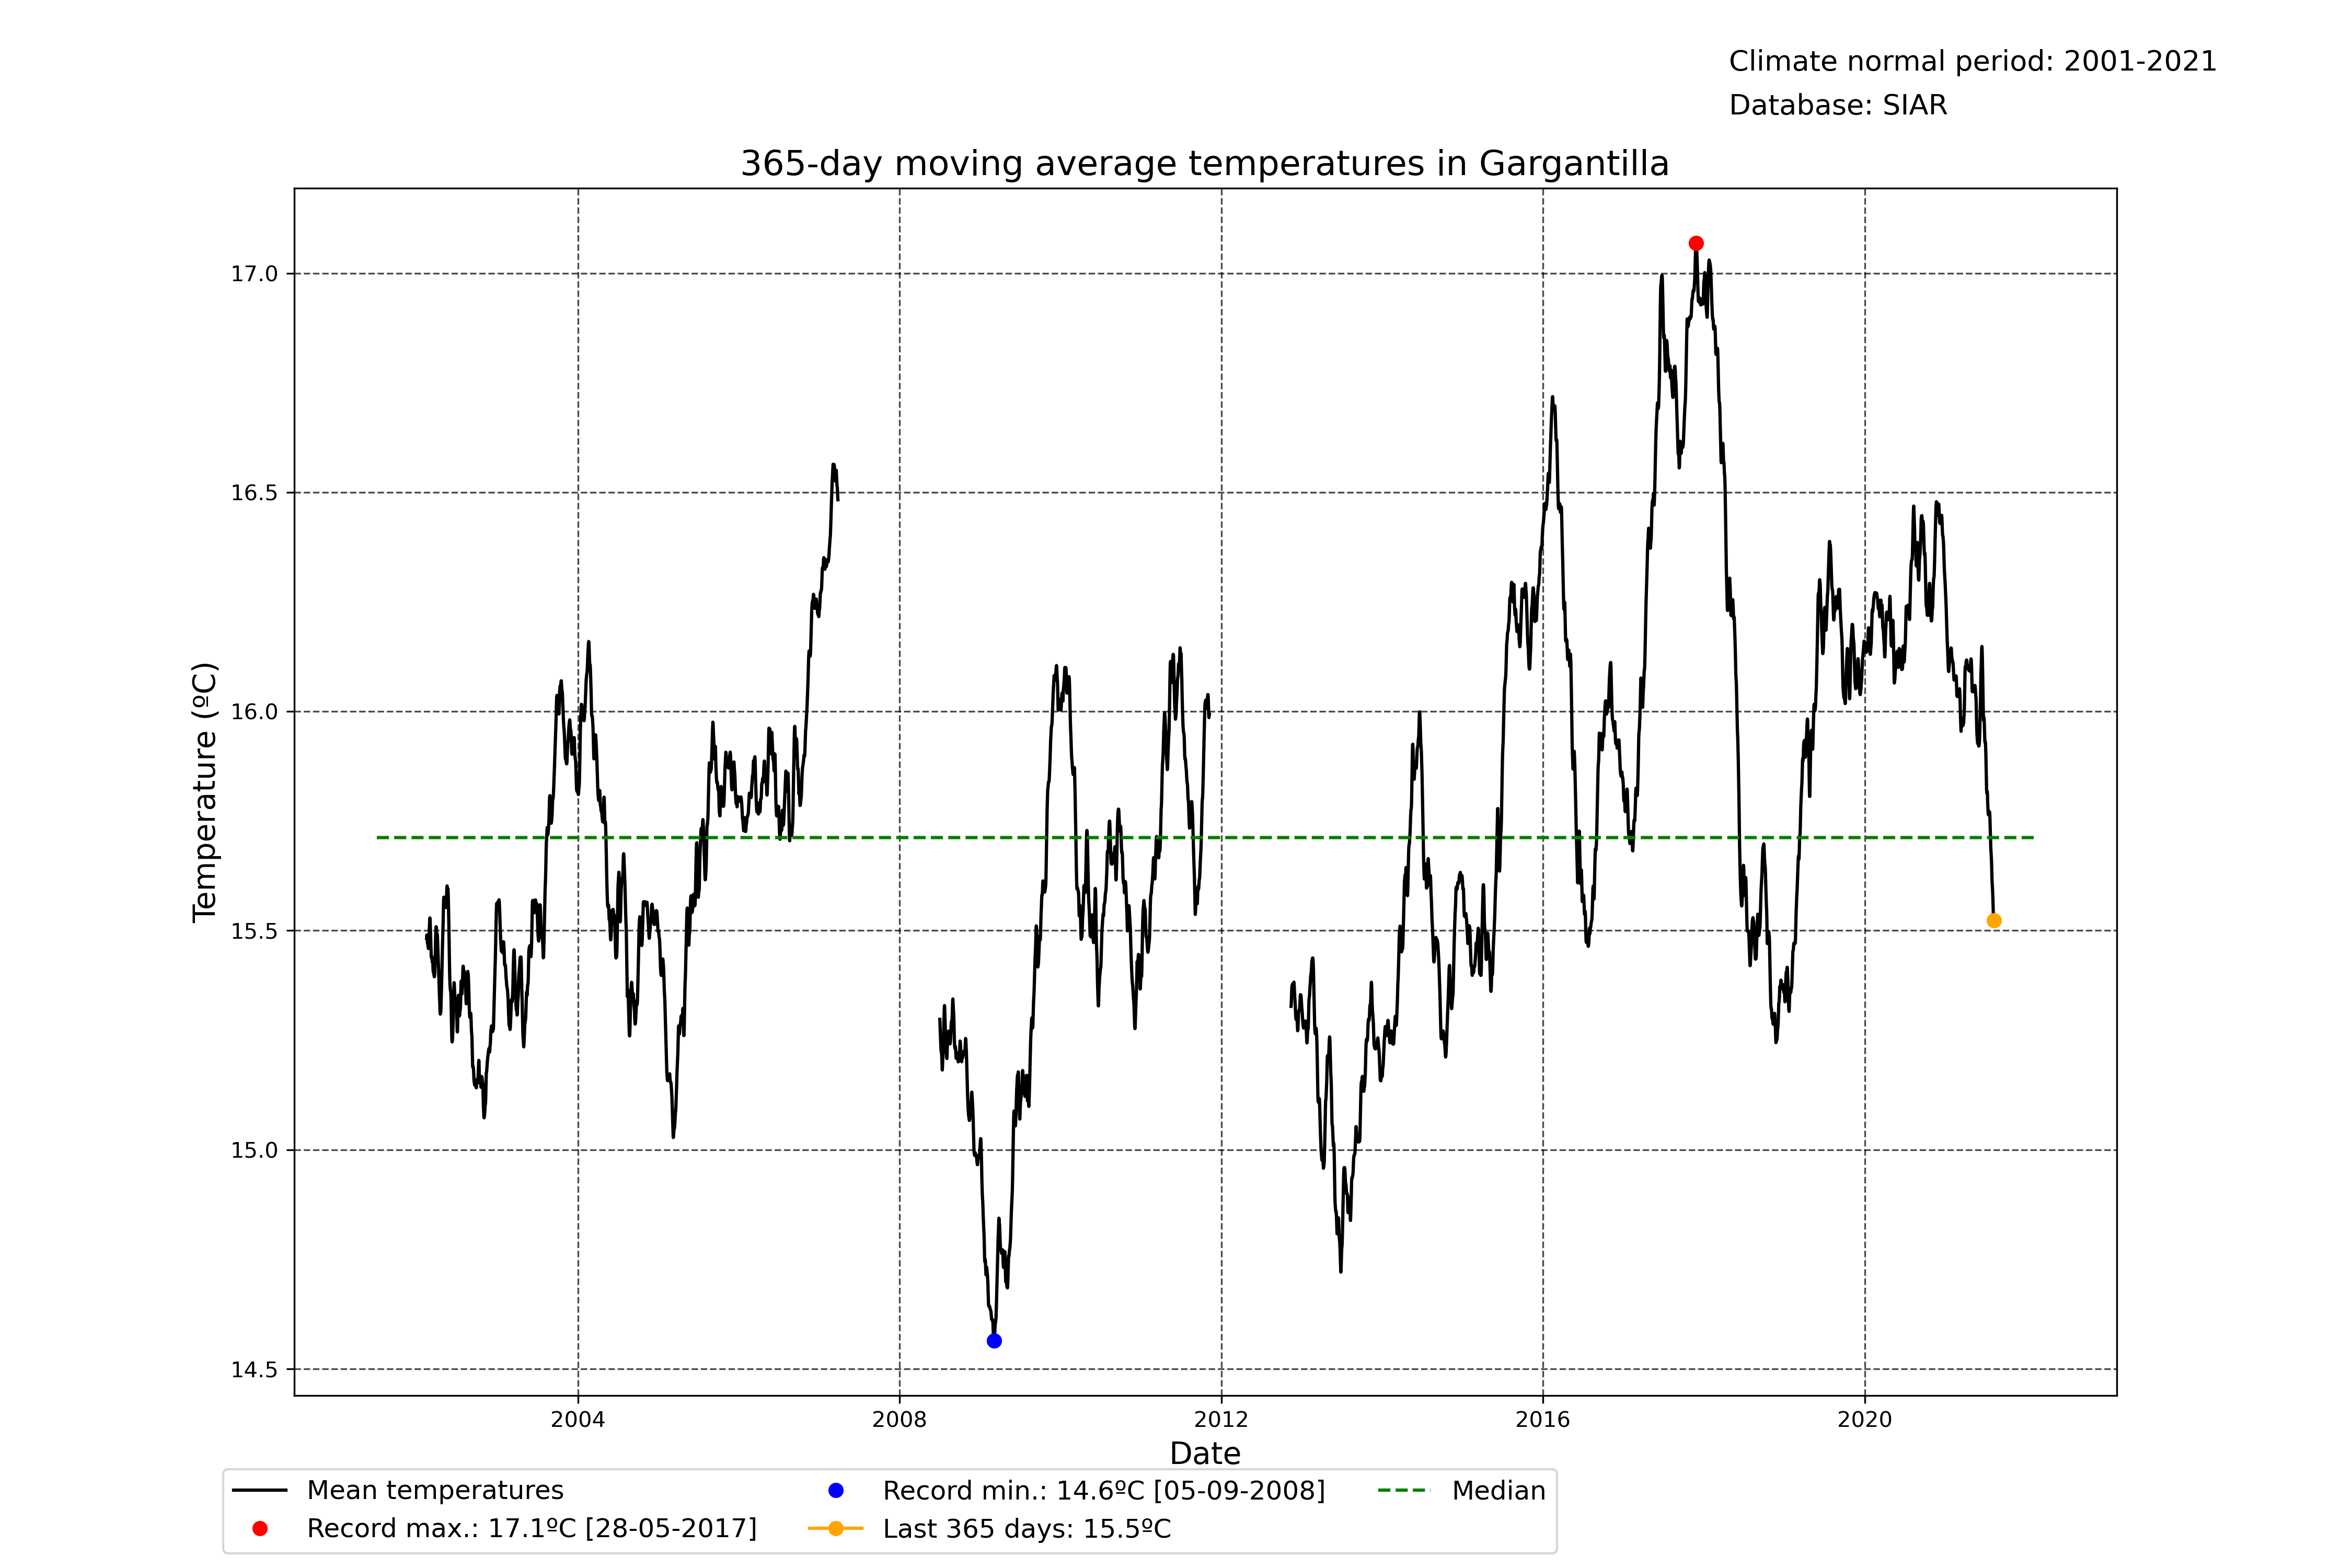 Climate normal period: 2001-2021
Database: SIAR
365-day moving average temperatures in Gargantilla
Temperature (ºC)
17.0
16.5
16.0
15.5
15.0
14.5
2004 2008 2012 2016 2020
Date
Mean temperatures
Record max.: 17.1ºC [28-05-2017]
Record min.: 14.6ºC [05-09-2008]
Last 365 days: 15.5ºC
Median